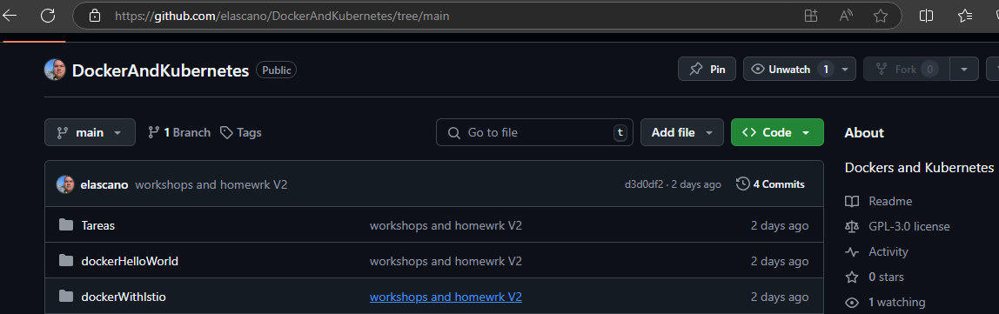 https://github.com/elascano/DockerAndKubernetes/tree/main
DockerAndKubernetes Public
Pin
Unwatch 1
Fork 0
main
1 Branch
Tags
Go to file t
Add file
Code
About
Dockers and Kubernetes
elascano workshops and homewrk V2
d3d0df2 · 2 days ago
4 Commits
Tareas workshops and homewrk V2 2 days ago
dockerHelloWorld workshops and homewrk V2 2 days ago
dockerWithIstio workshops and homewrk V2 2 days ago
Readme
GPL-3.0 license
Activity
0 stars
1 watching